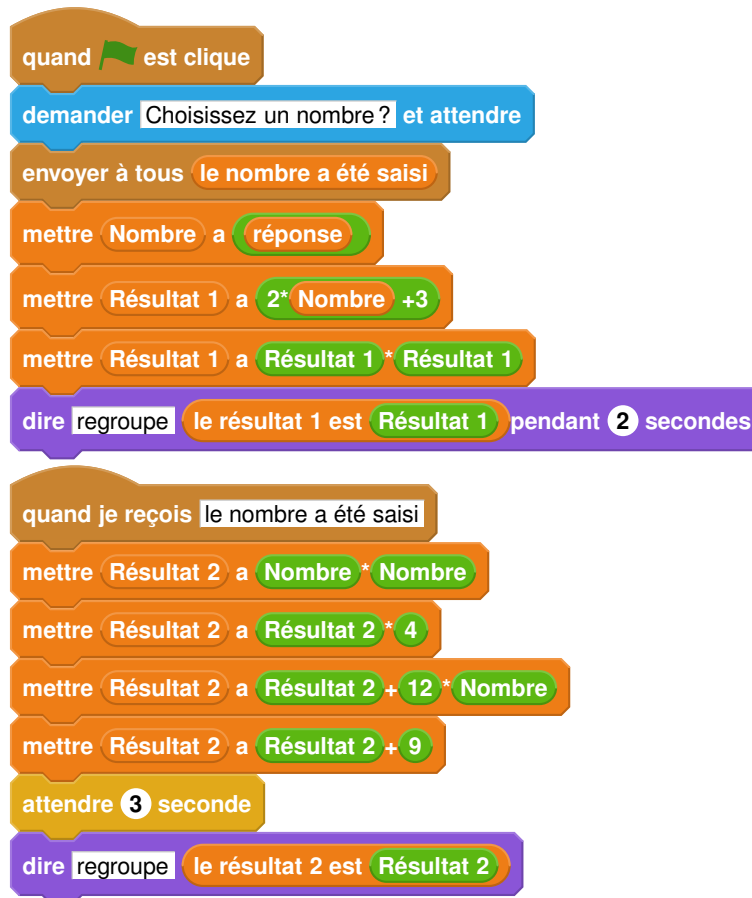 quand est clique
demander Choisissez un nombre ? et attendre
envoyer à tous le nombre a été saisi
mettre Nombre a réponse
mettre Résultat 1 a 2* Nombre +3
mettre Résultat 1 a Résultat 1 * Résultat 1
dire regroupe le résultat 1 est Résultat 1 pendant 2 secondes
quand je reçois le nombre a été saisi
mettre Résultat 2 a Nombre * Nombre
mettre Résultat 2 a Résultat 2 * 4
mettre Résultat 2 a Résultat 2 + 12 * Nombre
mettre Résultat 2 a Résultat 2 + 9
attendre 3 seconde
dire regroupe le résultat 2 est Résultat 2